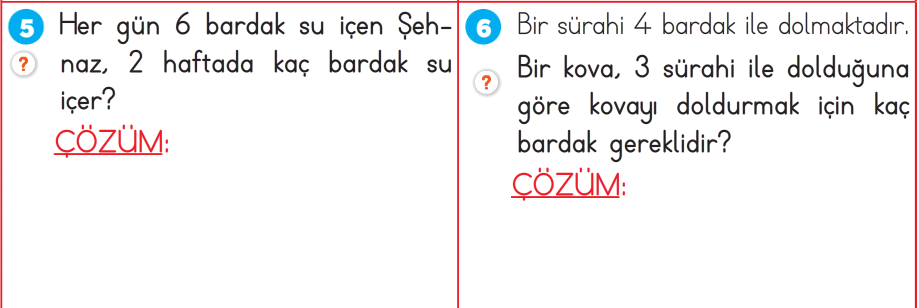 5 Her gün 6 bardak su içen Şeh-
? naz, 2 haftada kaç bardak su
içer?
ÇÖZÜM:
6 Bir sürahi 4 bardak ile dolmaktadır.
Bir kova, 3 sürahi ile dolduğuna
? göre kovayı doldurmak için kaç
bardak gereklidir?
ÇÖZÜM: